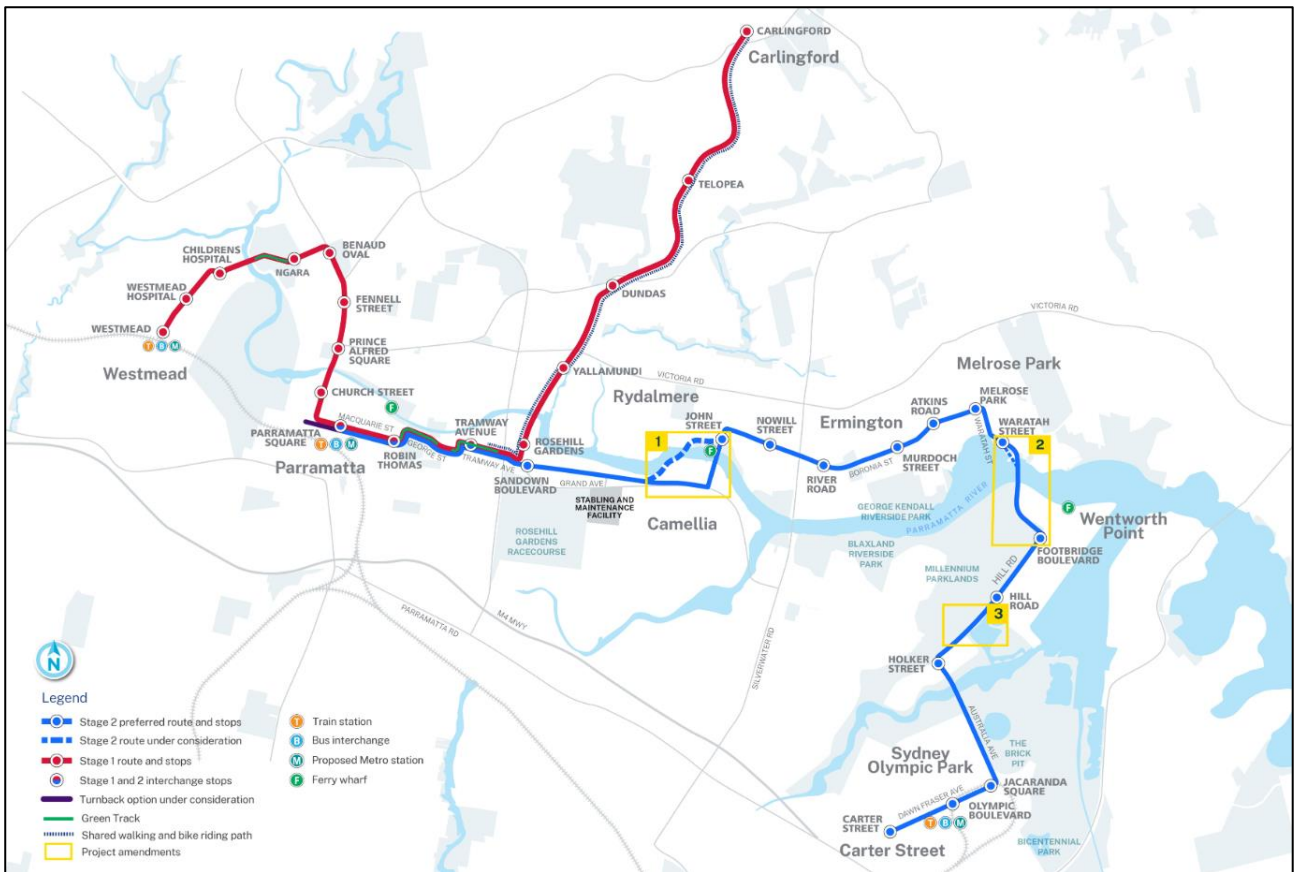 CARLINGFORD
Carlingford
TELOPEA
BENAUD
OVAL
CHILDRENS
HOSPITAL
NGARA
WESTMEAD
HOSPITAL
DUNDAS
FENNELL
STREET
WESTMEAD
T B M
Westmead
PRINCE
ALFRED
SQUARE
VICTORIA RD
Melrose Park
YALLAMUNDI
VICTORIA RD
Rydalmere
CHURCH STREET
F
MACQUARIE ST
PARRAMATTA
SQUARE
T B M
Parramatta
ROBIN
THOMAS
GEORGE ST
TRAMWAY
AVENUE
TRAMWAY AVE
ROSEHILL
GARDENS
SANDOWN
BOULEVARD
GRAND AVE
STABLING AND
MAINTENANCE
FACILITY
ROSEHILL
GARDENS
RACECOURSE
1
JOHN
STREET
F
Camellia
NOWILL
STREET
RIVER
ROAD
Ermington
BORONIA ST
MURDOCH
STREET
ATKINS
ROAD
MELROSE
PARK
WARATAH ST
WARATAH
STREET
2
GEORGE KENDALL
RIVERSIDE PARK
PARRAMATTA RIVER
BLAXLAND
RIVERSIDE
PARK
F
Wentworth
Point
FOOTBRIDGE
BOULEVARD
MILLENNIUM
PARKLANDS
HILL RD
HILL
ROAD
3
HOLKER
STREET
PARRAMATTA RD
M4 MWY
SILVERWATER RD
AUSTRALIA AVE
THE
BRICK
PIT
Sydney
Olympic Park
JACARANDA
SQUARE
DAWN FRASER AVE
OLYMPIC
BOULEVARD
T B M
CARTER
STREET
Carter Street
BICENTENNIAL
PARK
N
Legend
Stage 2 preferred route and stops
Stage 2 route under consideration
Stage 1 route and stops
Stage 1 and 2 interchange stops
Turnback option under consideration
Green Track
Shared walking and bike riding path
Project amendments
T Train station
B Bus interchange
M Proposed Metro station
F Ferry wharf